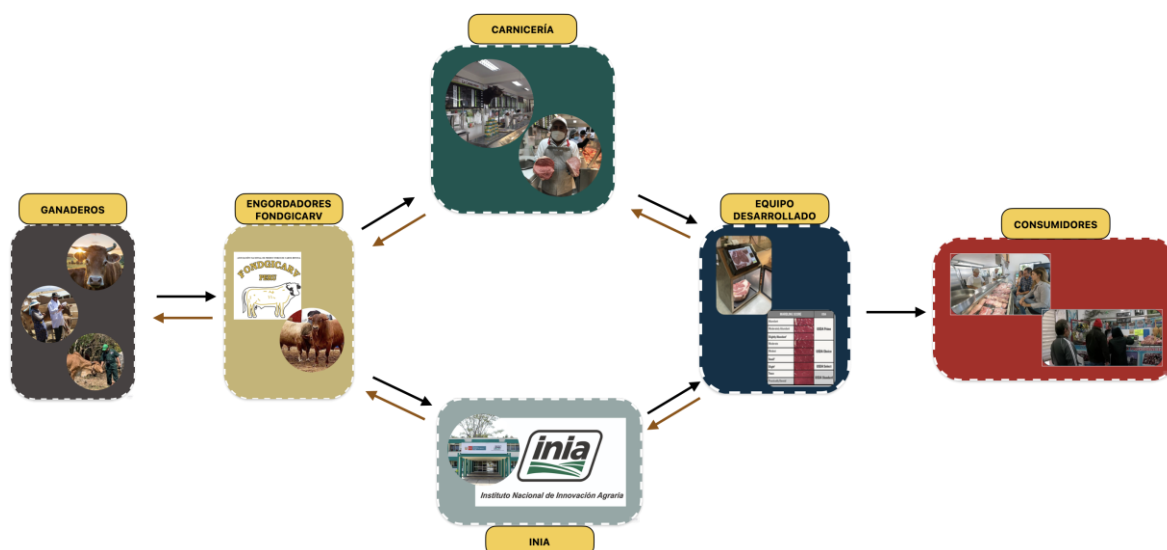 CARNICERÍA
GANADEROS
ENGORDADORES
FONDGICARV
EQUIPO
DESARROLLADO
CONSUMIDORES
FONDGICARV
PERU
inia
Instituto Nacional de Innovación Agraria
INIA